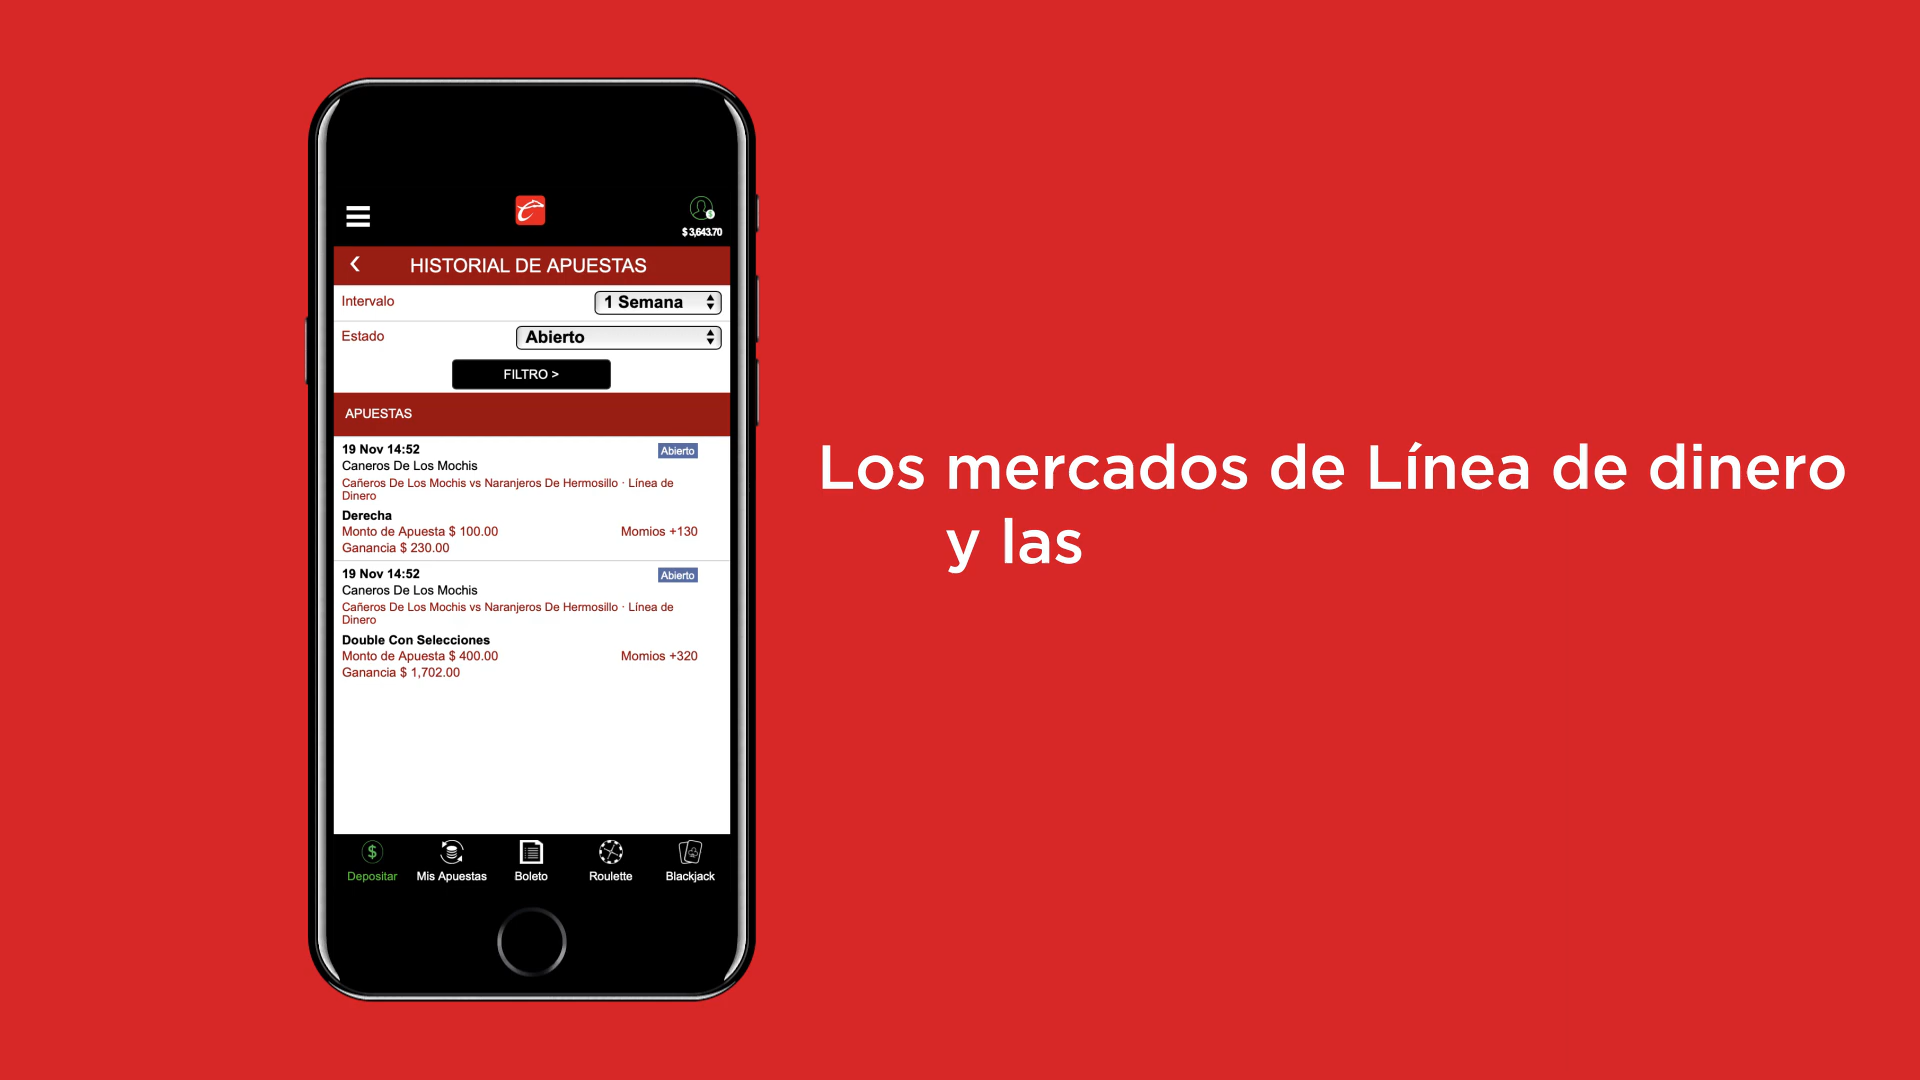 $ 3,643.70
HISTORIAL DE APUESTAS
Intervalo
1 Semana
Estado
Abierto
FILTRO >
APUESTAS
19 Nov 14:52
Abierto
Caneros De Los Mochis
Cañeros De Los Mochis vs Naranjeros De Hermosillo · Línea de
Dinero
Derecha
Monto de Apuesta $ 100.00
Momios +130
Ganancia $ 230.00
19 Nov 14:52
Abierto
Caneros De Los Mochis
Cañeros De Los Mochis vs Naranjeros De Hermosillo · Línea de
Dinero
Double Con Selecciones
Monto de Apuesta $ 400.00
Momios +320
Ganancia $ 1,702.00
Depositar
Mis Apuestas
Boleto
Roulette
Blackjack
Los mercados de Línea de dinero
y las